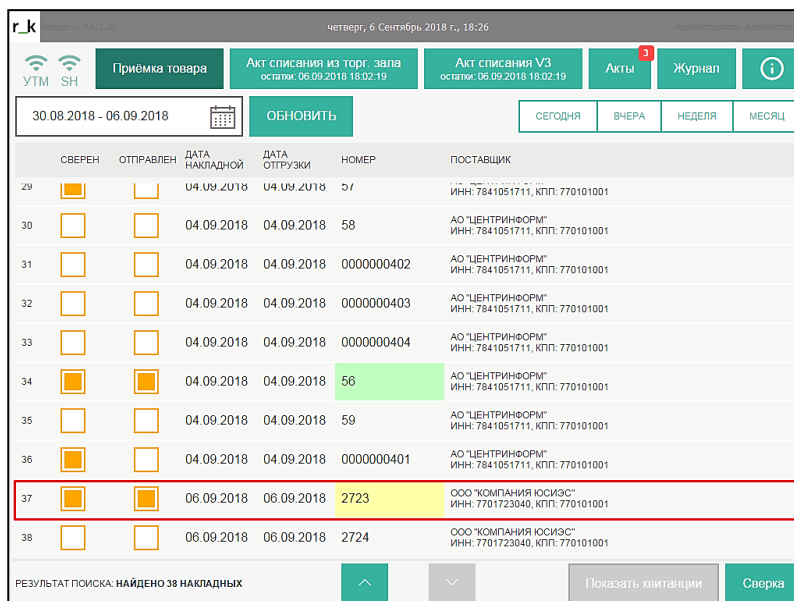 r_k
четверг, 6 Сентябрь 2018 г., 18:26
УТМ SH
Приёмка товара
Акт списания из торг. зала
остатки: 06.09.2018 18:02:19
Акт списания V3
остатки: 06.09.2018 18:02:19
Акты
3
Журнал
30.08.2018 - 06.09.2018
ОБНОВИТЬ
СЕГОДНЯ ВЧЕРА НЕДЕЛЯ МЕСЯЦ
СВЕРЕН ОТПРАВЛЕН ДАТА НАКЛАДНОЙ ДАТА ОТГРУЗКИ НОМЕР ПОСТАВЩИК
29 04.09.2018 04.09.2018 57
ИНН: 7841051711, КПП: 770101001
30 04.09.2018 04.09.2018 58 АО "ЦЕНТРИНФОРМ"
ИНН: 7841051711, КПП: 770101001
31 04.09.2018 04.09.2018 0000000402 АО "ЦЕНТРИНФОРМ"
ИНН: 7841051711, КПП: 770101001
32 04.09.2018 04.09.2018 0000000403 АО "ЦЕНТРИНФОРМ"
ИНН: 7841051711, КПП: 770101001
33 04.09.2018 04.09.2018 0000000404 АО "ЦЕНТРИНФОРМ"
ИНН: 7841051711, КПП: 770101001
34 04.09.2018 04.09.2018 56 АО "ЦЕНТРИНФОРМ"
ИНН: 7841051711, КПП: 770101001
35 04.09.2018 04.09.2018 59 АО "ЦЕНТРИНФОРМ"
ИНН: 7841051711, КПП: 770101001
36 04.09.2018 04.09.2018 0000000401 АО "ЦЕНТРИНФОРМ"
ИНН: 7841051711, КПП: 770101001
37 06.09.2018 06.09.2018 2723 ООО "КОМПАНИЯ ЮСИЭС"
ИНН: 7701723040, КПП: 770101001
38 06.09.2018 06.09.2018 2724 ООО "КОМПАНИЯ ЮСИЭС"
ИНН: 7701723040, КПП: 770101001
РЕЗУЛЬТАТ ПОИСКА: НАЙДЕНО 38 НАКЛАДНЫХ
Показать квитанции
Сверка